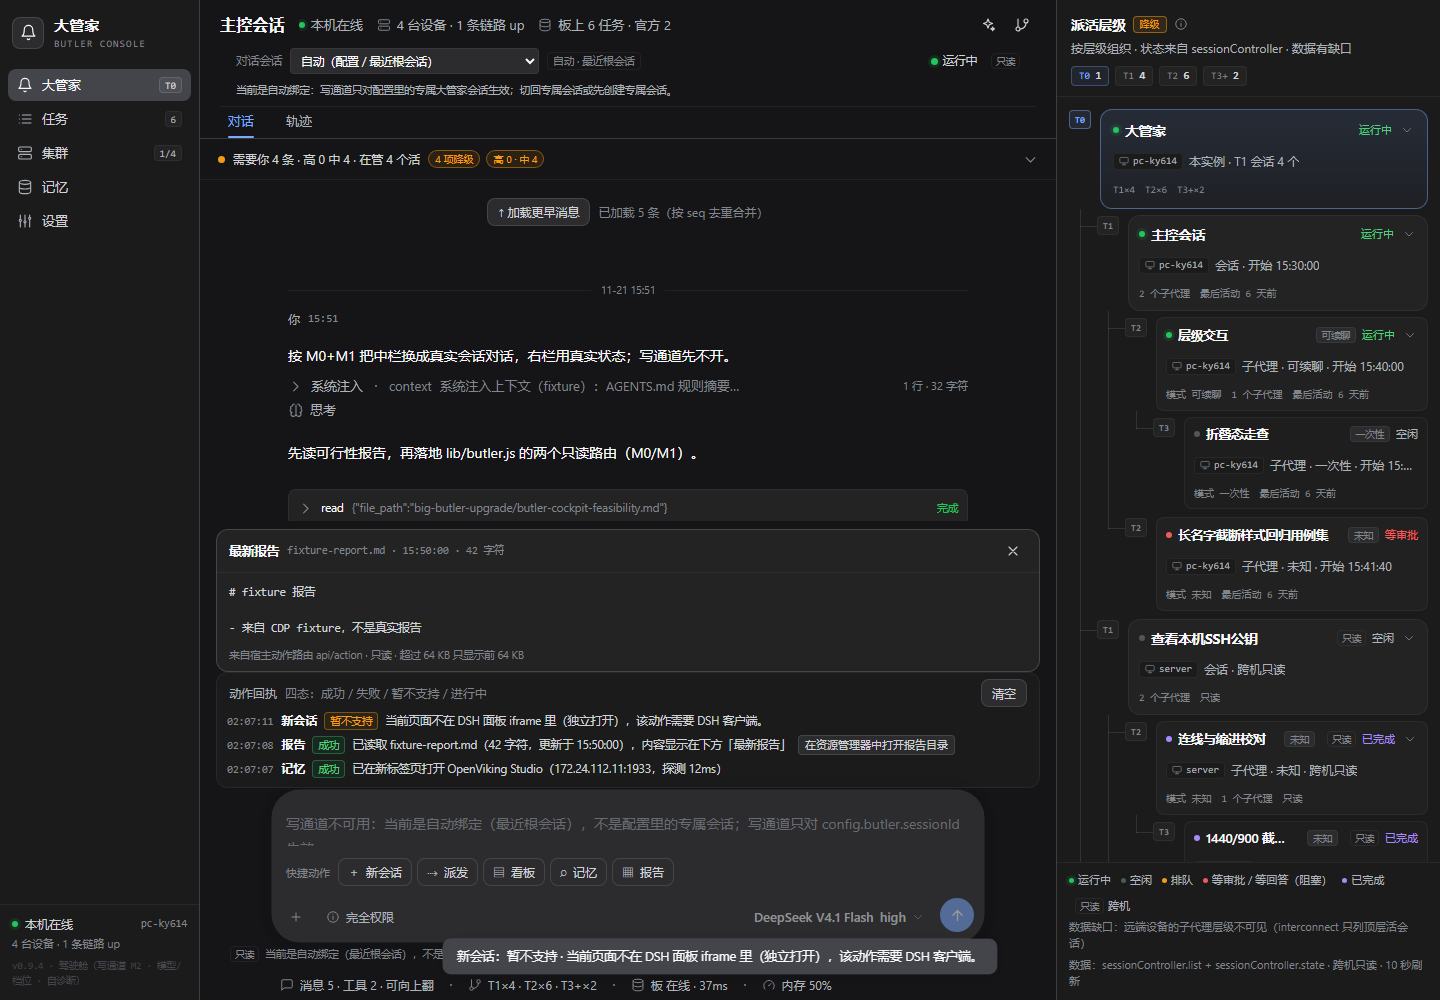 大管家
BUTLER CONSOLE
大管家 T0
任务 6
集群 1/4
记忆
设置
本机在线 pc-ky614
4 台设备 · 1 条链路 up
v0.9.4 · 驾驶舱（写通道 M2 · 模型/
档位 · 自诊断）
主控会话 本机在线 4 台设备 · 1 条链路 up 板上 6 任务 · 官方 2
对话会话 自动（配置 / 最近根会话） 自动 · 最近根会话 运行中 只读
当前是自动绑定：写通道只对配置里的专属大管家会话生效；切回专属会话或先创建专属会话。
对话 轨迹
需要你 4 条 · 高 0 中 4 · 在管 4 个活 4 项降级 高 0 · 中 4
↑ 加载更早消息 已加载 5 条（按 seq 去重合并）
11-21 15:51
你 15:51
按 M0+M1 把中栏换成真实会话对话，右栏用真实状态；写通道先不开。
系统注入 · context 系统注入上下文（fixture）：AGENTS.md 规则摘要… 1 行 · 32 字符
思考
先读可行性报告，再落地 lib/butler.js 的两个只读路由（M0/M1）。
read {"file_path":"big-butler-upgrade/butler-cockpit-feasibility.md"} 完成
最新报告 fixture-report.md · 15:50:00 · 42 字符
# fixture 报告
- 来自 CDP fixture，不是真实报告
来自宿主动作路由 api/action · 只读 · 超过 64 KB 只显示前 64 KB
动作回执 四态：成功 / 失败 / 暂不支持 / 进行中 清空
02:07:11 新会话 暂不支持 当前页面不在 DSH 面板 iframe 里（独立打开），该动作需要 DSH 客户端。
02:07:08 报告 成功 已读取 fixture-report.md（42 字符，更新于 15:50:00），内容显示在下方「最新报告」 在资源管理器中打开报告目录
02:07:07 记忆 成功 已在新标签页打开 OpenViking Studio（172.24.112.11:1933，探测 12ms）
写通道不可用：当前是自动绑定（最近根会话），不是配置里的专属会话；写通道只对 config.butler.sessionId
快捷动作 + 新会话 派发 看板 记忆 报告
完全权限 DeepSeek V4.1 Flash high
只读 当前是自动绑定（最近根会话），不是
新会话：暂不支持 · 当前页面不在 DSH 面板 iframe 里（独立打开），该动作需要 DSH 客户端。
消息 5 · 工具 2 · 可向上翻 · T1×4 · T2×6 · T3+×2 · 板 在线 · 37ms · 内存 50%
派活层级 降级
按层级组织 · 状态来自 sessionController · 数据有缺口
T0 1 T1 4 T2 6 T3+ 2
T0 大管家 运行中
pc-ky614 本实例 · T1 会话 4 个
T1×4 T2×6 T3+×2
T1 主控会话 运行中
pc-ky614 会话 · 开始 15:30:00
2 个子代理 最后活动 6 天前
T2 层级交互 可续聊 运行中
pc-ky614 子代理 · 可续聊 · 开始 15:40:00
模式 可续聊 1 个子代理 最后活动 6 天前
T3 折叠态走查 一次性 空闲
pc-ky614 子代理 · 一次性 · 开始 15:...
模式 一次性 最后活动 6 天前
T2 长名字截断样式回归用例集 未知 等审批
pc-ky614 子代理 · 未知 · 开始 15:41:40
模式 未知 最后活动 6 天前
T1 查看本机SSH公钥 只读 空闲
server 会话 · 跨机只读
2 个子代理 只读
T2 连线与缩进校对 未知 只读 已完成
server 子代理 · 未知 · 跨机只读
模式 未知 1 个子代理 只读
T3 1440/900 截... 未知 只读 已完成
运行中 空闲 排队 等审批 / 等回答（阻塞） 已完成
只读 跨机
数据缺口：远端设备的子代理层级不可见（interconnect 只列顶层活会
话）
数据：sessionController.list + sessionController.state · 跨机只读 · 10 秒刷
新